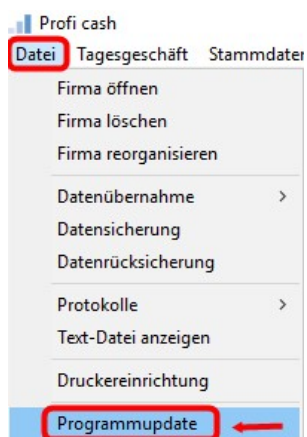 Profi cash
Datei Tagesgeschäft Stammdaten
Firma öffnen
Firma löschen
Firma reorganisieren
Datenübernahme >
Datensicherung
Datenrücksicherung
Protokolle >
Text-Datei anzeigen
Druckereinrichtung
Programmupdate